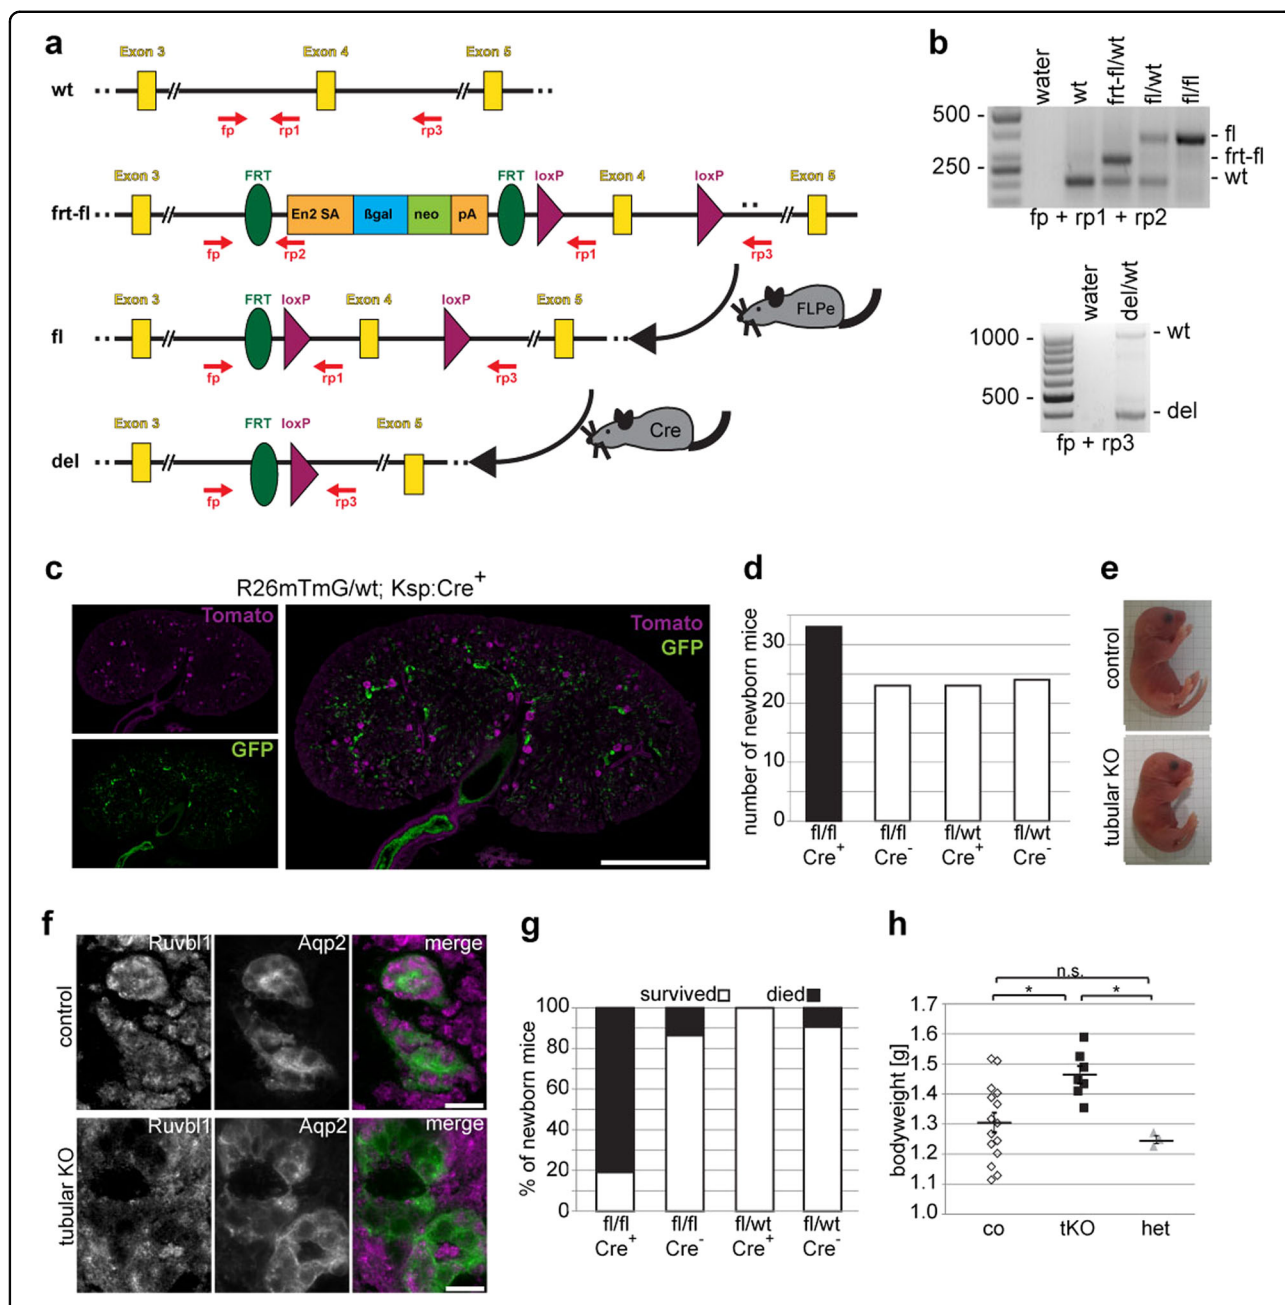 a
Exon 3 Exon 4 Exon 5
wt
fp rp1 rp3
Exon 3 FRT FRT loxP Exon 4 loxP Exon 5
frt-fl En2 SA ßgal neo pA
fp rp2 rp1 rp3
Exon 3 FRT loxP Exon 4 loxP Exon 5
FLPe
fl
fp rp1 rp3
Exon 3 FRT loxP Exon 5
Cre
del
fp rp3
b
water wt frt-fl/wt fl/wt fl/fl
500 -
250 -
- fl
- frt-fl
- wt
fp + rp1 + rp2
water del/wt
1000 -
500 -
- wt
- del
fp + rp3
c
R26mTmG/wt; Ksp:Cre+
Tomato
GFP
Tomato
GFP
d
number of newborn mice
30
20
10
0
fl/fl fl/fl fl/wt fl/wt
Cre+ Cre- Cre+ Cre-
e
control
tubular KO
f
Ruvbl1 Aqp2 merge
control
Ruvbl1 Aqp2 merge
tubular KO
g
survived died
% of newborn mice
100
80
60
40
20
0
fl/fl fl/fl fl/wt fl/wt
Cre+ Cre- Cre+ Cre-
h
n.s.
* *
bodyweight [g]
1.7
1.6
1.5
1.4
1.3
1.2
1.1
1.0
co tKO het